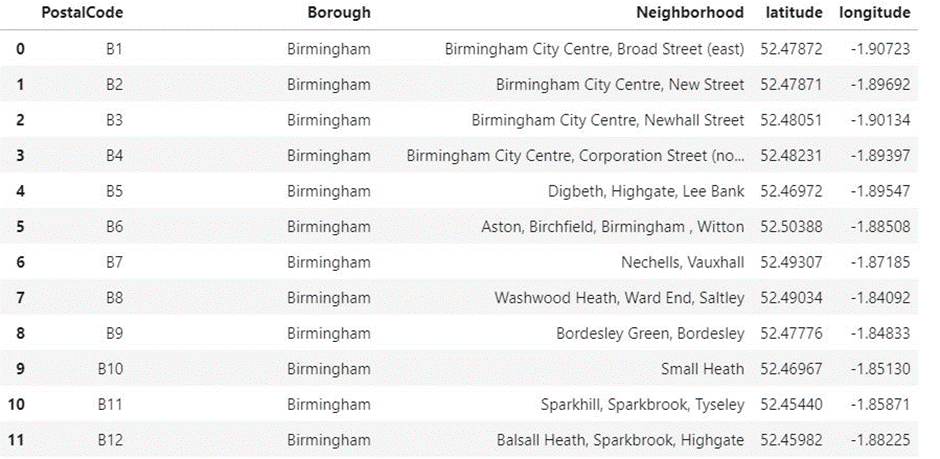 PostalCode Borough Neighborhood latitude longitude
0 B1 Birmingham Birmingham City Centre, Broad Street (east) 52.47872 -1.90723
1 B2 Birmingham Birmingham City Centre, New Street 52.47871 -1.89692
2 B3 Birmingham Birmingham City Centre, Newhall Street 52.48051 -1.90134
3 B4 Birmingham Birmingham City Centre, Corporation Street (no... 52.48231 -1.89397
4 B5 Birmingham Digbeth, Highgate, Lee Bank 52.46972 -1.89547
5 B6 Birmingham Aston, Birchfield, Birmingham , Witton 52.50388 -1.88508
6 B7 Birmingham Nechells, Vauxhall 52.49307 -1.87185
7 B8 Birmingham Washwood Heath, Ward End, Saltley 52.49034 -1.84092
8 B9 Birmingham Bordesley Green, Bordesley 52.47776 -1.84833
9 B10 Birmingham Small Heath 52.46967 -1.85130
10 B11 Birmingham Sparkhill, Sparkbrook, Tyseley 52.45440 -1.85871
11 B12 Birmingham Balsall Heath, Sparkbrook, Highgate 52.45982 -1.88225